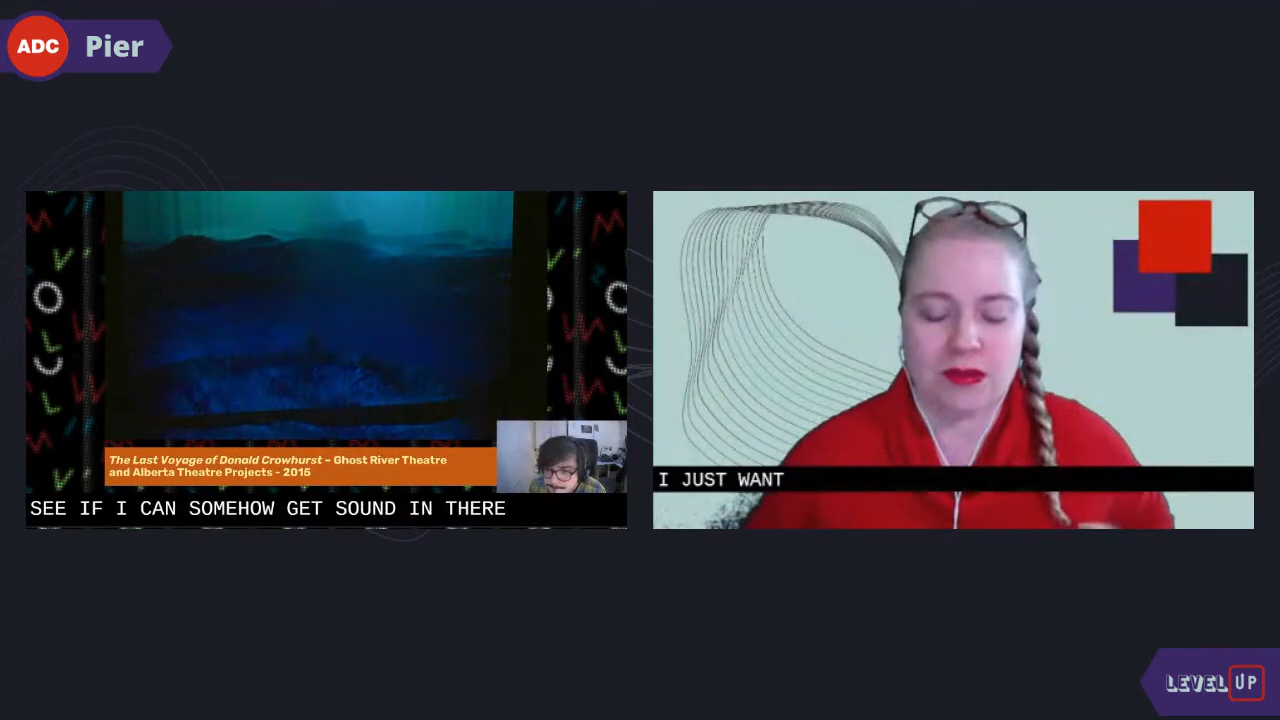 ADC Pier
The Last Voyage of Donald Crowhurst – Ghost River Theatre
and Alberta Theatre Projects - 2015
SEE IF I CAN SOMEHOW GET SOUND IN THERE
I JUST WANT
LEVEL UP